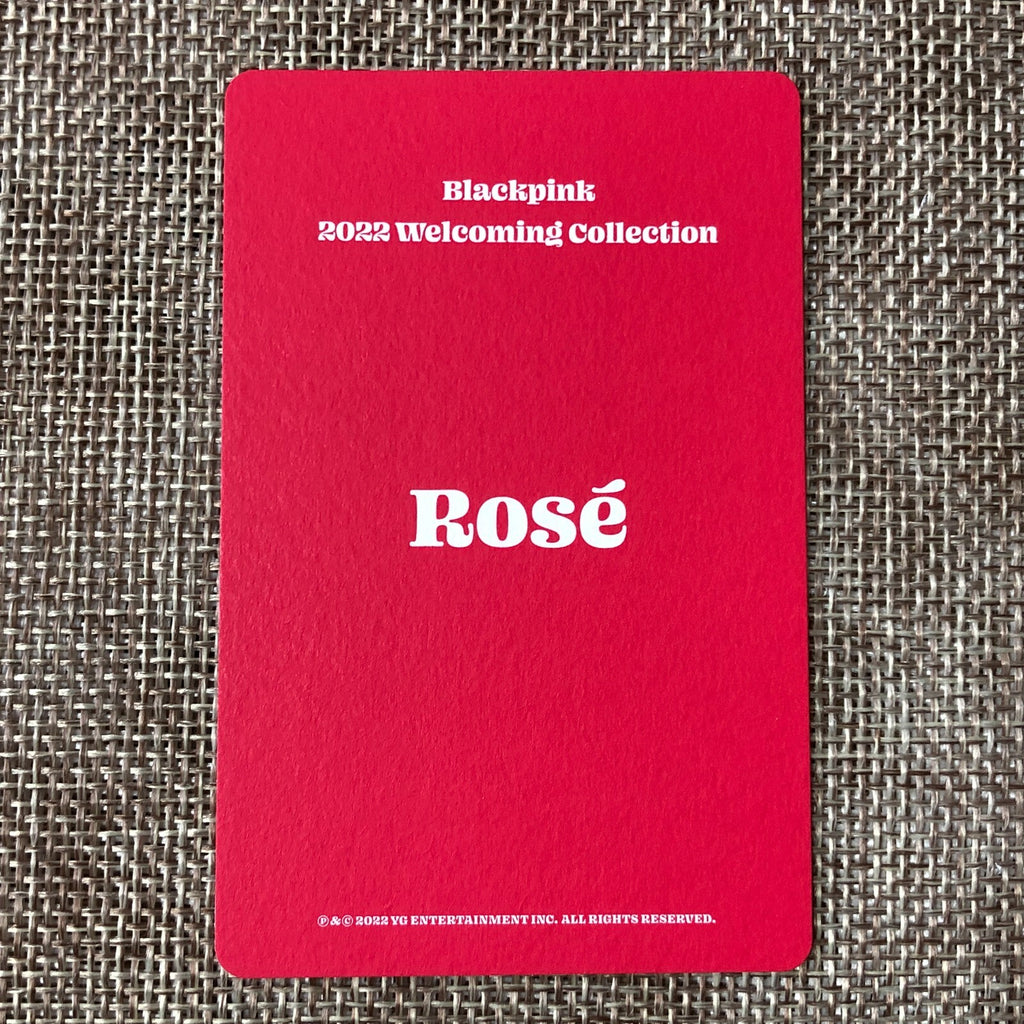 Blackpink
2022 Welcoming Collection
Rosé
℗ & © 2022 YG ENTERTAINMENT INC. ALL RIGHTS RESERVED.